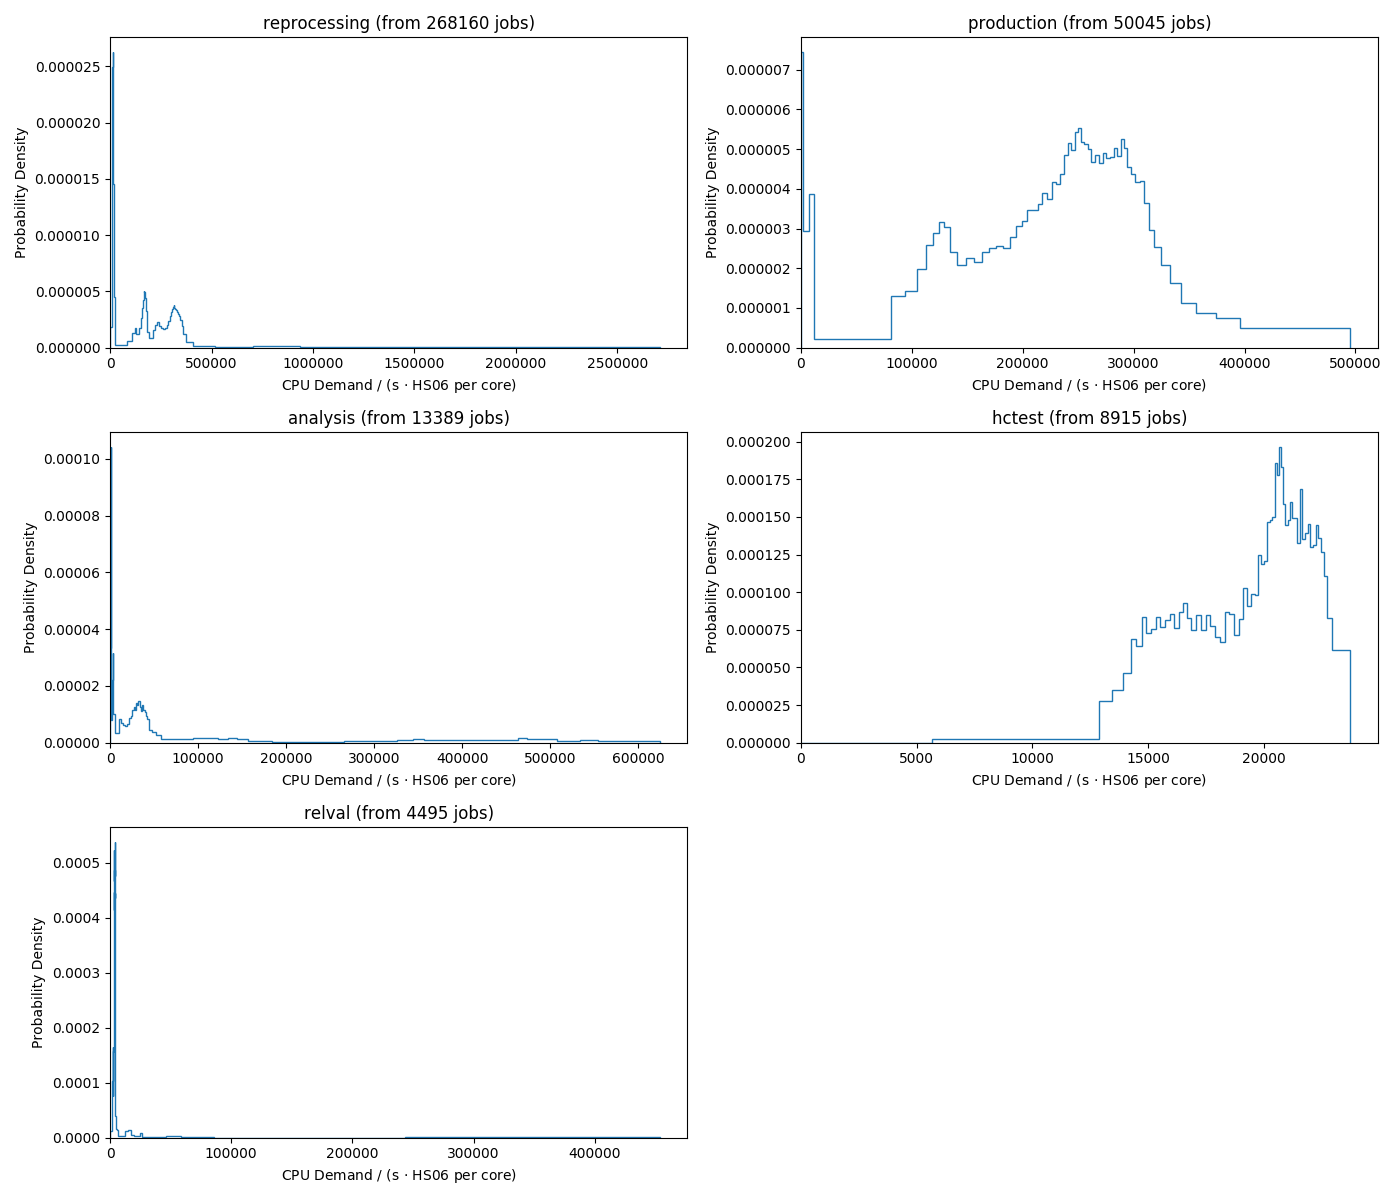 reprocessing (from 268160 jobs)
0.000025
0.000020
0.000015
0.000010
0.000005
0.000000
Probability Density
0 500000 1000000 1500000 2000000 2500000
CPU Demand / (s · HS06 per core)
production (from 50045 jobs)
0.000007
0.000006
0.000005
0.000004
0.000003
0.000002
0.000001
0.000000
Probability Density
0 100000 200000 300000 400000 500000
CPU Demand / (s · HS06 per core)
analysis (from 13389 jobs)
0.00010
0.00008
0.00006
0.00004
0.00002
0.00000
Probability Density
0 100000 200000 300000 400000 500000 600000
CPU Demand / (s · HS06 per core)
hctest (from 8915 jobs)
0.000200
0.000175
0.000150
0.000125
0.000100
0.000075
0.000050
0.000025
0.000000
Probability Density
0 5000 10000 15000 20000
CPU Demand / (s · HS06 per core)
relval (from 4495 jobs)
0.0005
0.0004
0.0003
0.0002
0.0001
0.0000
Probability Density
0 100000 200000 300000 400000
CPU Demand / (s · HS06 per core)